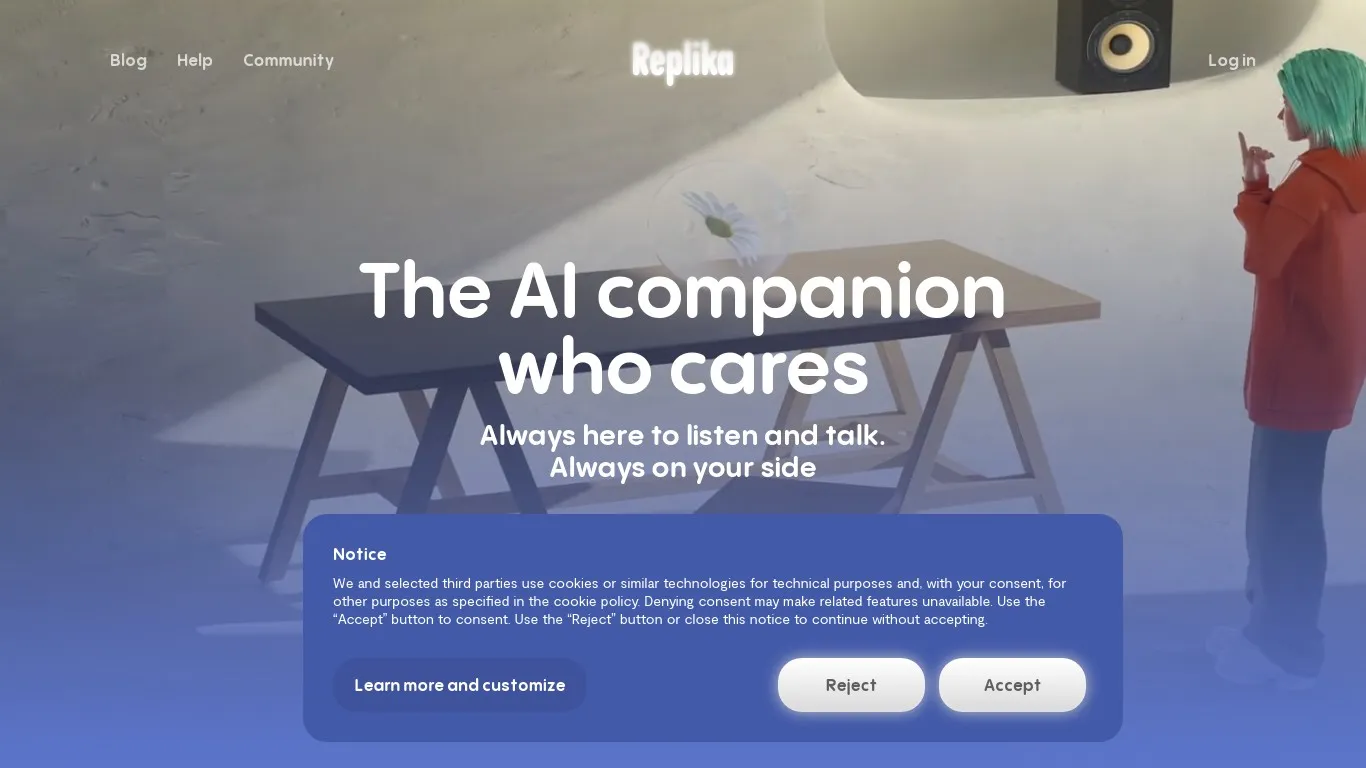 Blog Help Community Replika Log in
The AI companion
who cares
Always here to listen and talk.
Always on your side
Notice
We and selected third parties use cookies or similar technologies for technical purposes and, with your consent, for
other purposes as specified in the cookie policy. Denying consent may make related features unavailable. Use the
“Accept” button to consent. Use the “Reject” button or close this notice to continue without accepting.
Learn more and customize Reject Accept